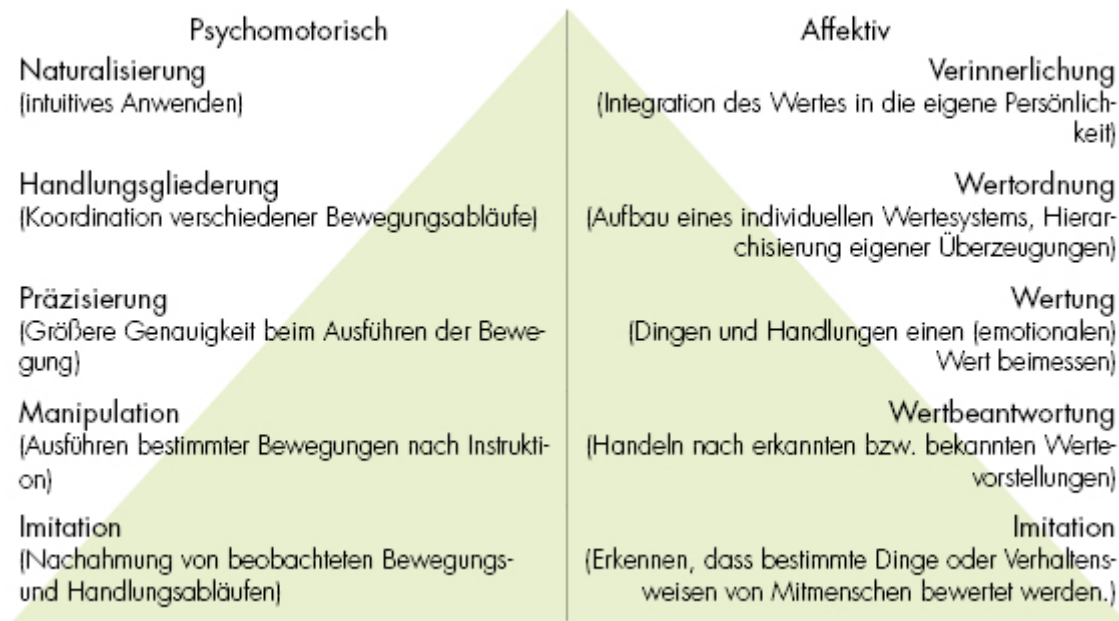 Psychomotorisch
Naturalisierung
(intuitives Anwenden)
Handlungsgliederung
(Koordination verschiedener Bewegungsabläufe)
Präzisierung
(Größere Genauigkeit beim Ausführen der Bewe-
gung)
Manipulation
(Ausführen bestimmter Bewegungen nach Instrukti-
on)
Imitation
(Nachahmung von beobachteten Bewegungs-
und Handlungsabläufen)
Affektiv
Verinnerlichung
(Integration des Wertes in die eigene Persönlich-
keit)
Wertordnung
(Aufbau eines individuellen Wertesystems, Hierar-
chisierung eigener Überzeugungen)
Wertung
(Dingen und Handlungen einen (emotionalen)
Wert beimessen)
Wertbeantwortung
(Handeln nach erkannten bzw. bekannten Werte-
vorstellungen)
Imitation
(Erkennen, dass bestimmte Dinge oder Verhaltens-
weisen von Mitmenschen bewertet werden.)